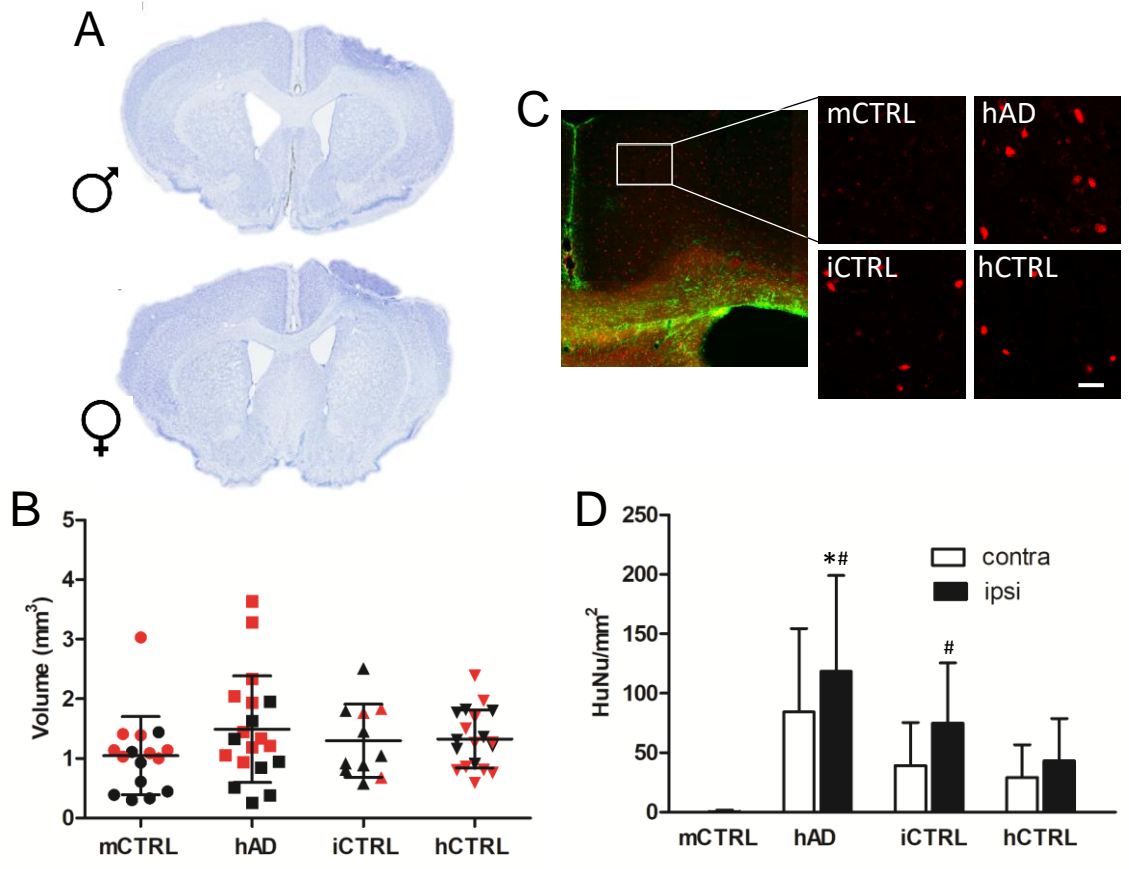 A
♂
♀
B
5
4
3
2
1
0
Volume (mm³)
mCTRL hAD iCTRL hCTRL
C
mCTRL hAD
iCTRL hCTRL
D
250
200
150
100
50
0
HuNu/mm²
*#
#
contra
ipsi
mCTRL hAD iCTRL hCTRL